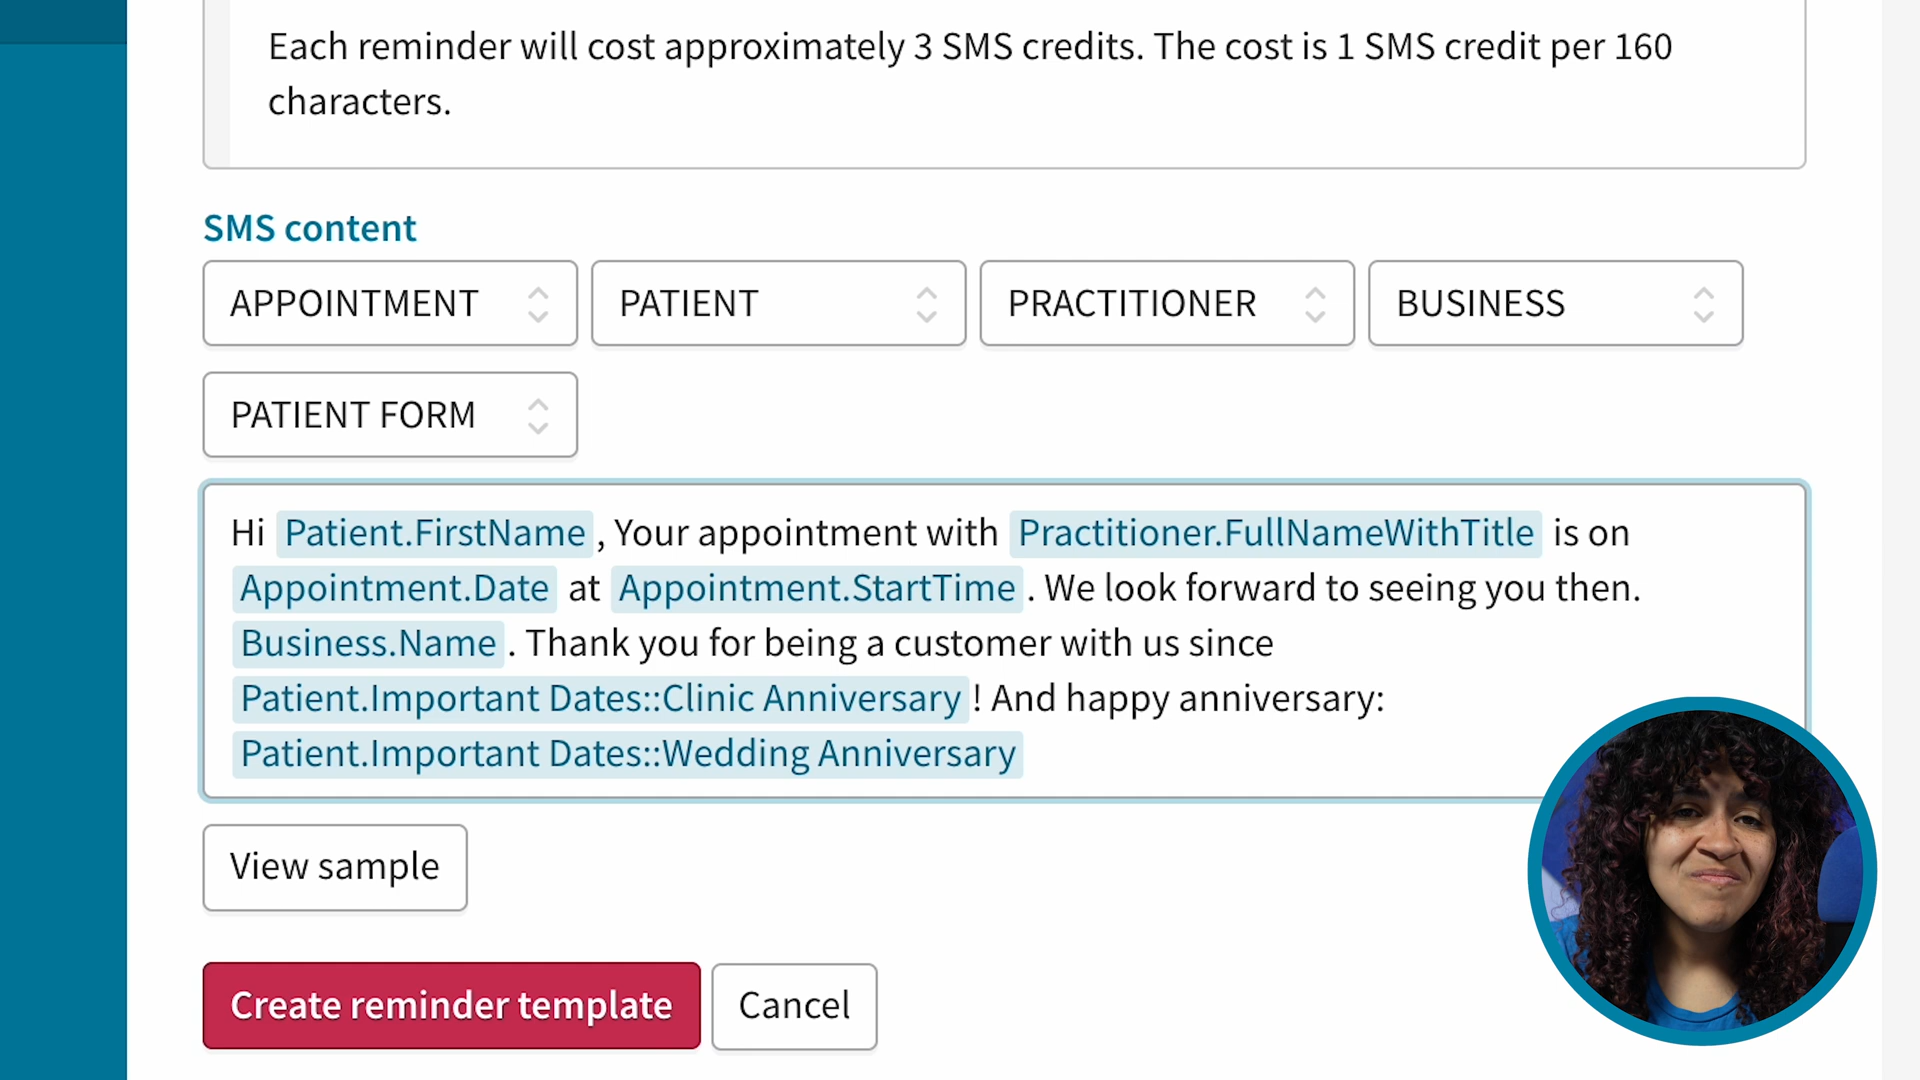 Each reminder will cost approximately 3 SMS credits. The cost is 1 SMS credit per 160
characters.
SMS content
APPOINTMENT PATIENT PRACTITIONER BUSINESS
PATIENT FORM
Hi Patient.FirstName , Your appointment with Practitioner.FullNameWithTitle is on
Appointment.Date at Appointment.StartTime . We look forward to seeing you then.
Business.Name . Thank you for being a customer with us since
Patient.Important Dates::Clinic Anniversary ! And happy anniversary:
Patient.Important Dates::Wedding Anniversary
View sample
Create reminder template Cancel